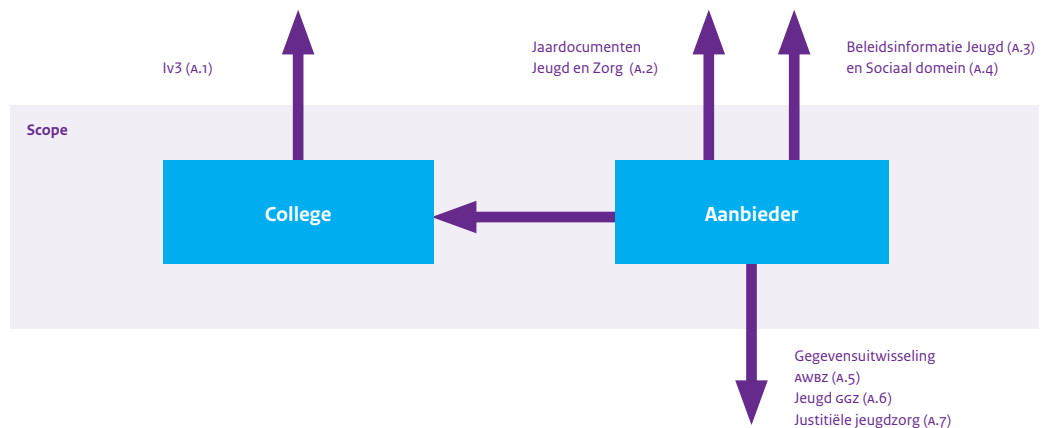 Iv3 (A.1)
Jaardocumenten
Jeugd en Zorg (A.2)
Beleidsinformatie Jeugd (A.3)
en Sociaal domein (A.4)
Scope
College
Aanbieder
Gegevensuitwisseling
AWBZ (A.5)
Jeugd GGZ (A.6)
Justitiële jeugdzorg (A.7)